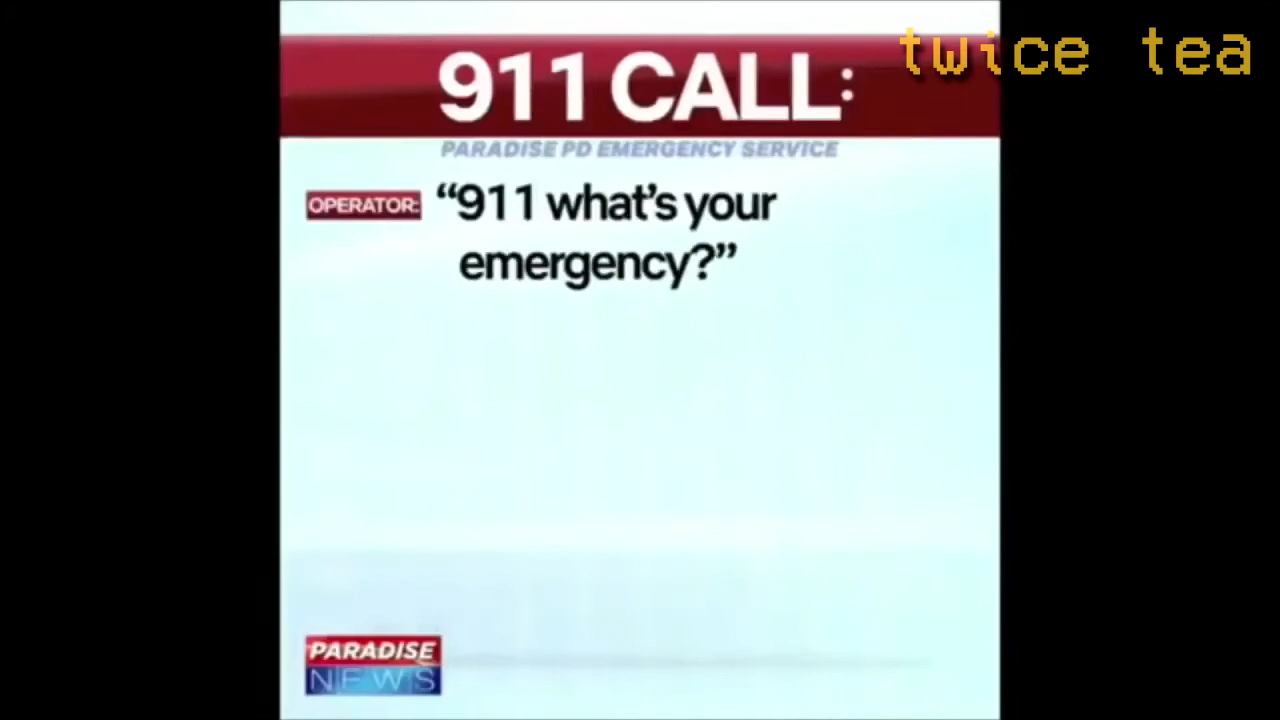 twice tea
911 CALL:
PARADISE PD EMERGENCY SERVICE
OPERATOR: “911 what’s your
emergency?”
PARADISE
NEWS